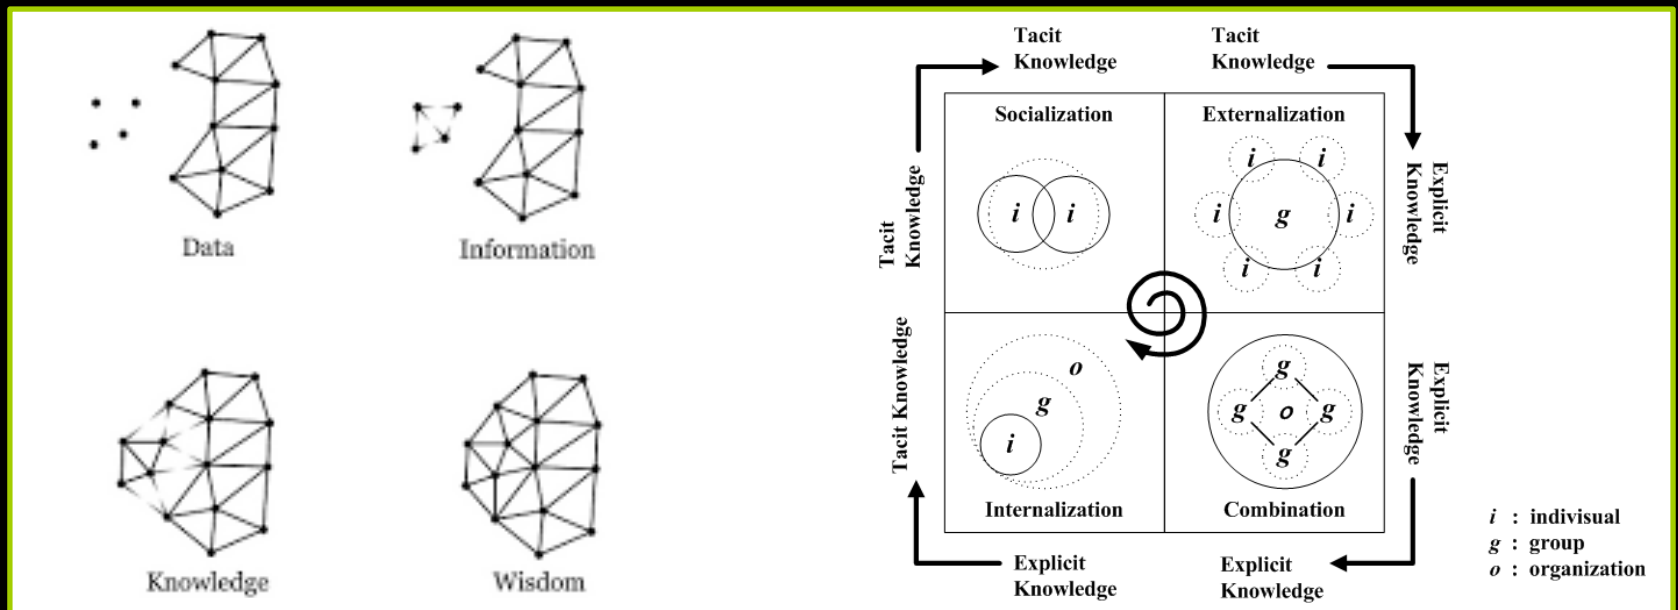 Data
Information
Knowledge
Wisdom
Tacit
Knowledge
Tacit
Knowledge
Socialization
Externalization
Tacit
Knowledge
i
i
i
i
i
g
i
i
i
Explicit
Knowledge
Tacit Knowledge
o
g
i
g
g
o
g
g
Explicit
Knowledge
Internalization
Combination
Explicit
Knowledge
Explicit
Knowledge
i : indivisual
g : group
o : organization